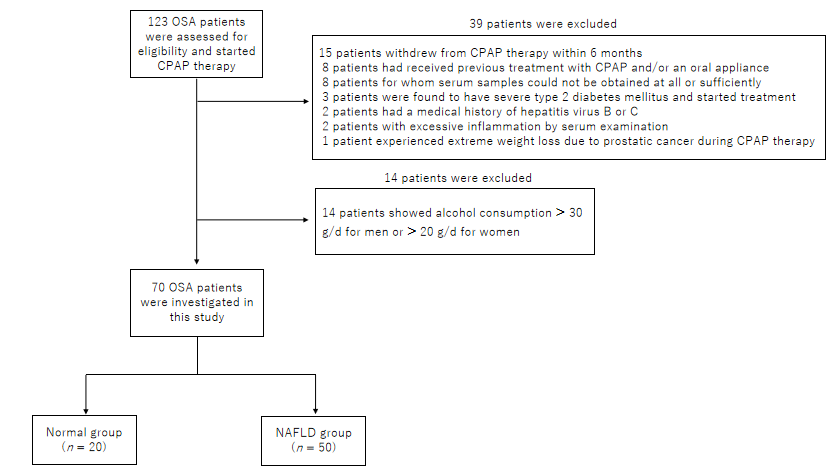 123 OSA patients
were assessed for
eligibility and started
CPAP therapy
39 patients were excluded
15 patients withdrew from CPAP therapy within 6 months
8 patients had received previous treatment with CPAP and/or an oral appliance
8 patients for whom serum samples could not be obtained at all or sufficiently
3 patients were found to have severe type 2 diabetes mellitus and started treatment
2 patients had a medical history of hepatitis virus B or C
2 patients with excessive inflammation by serum examination
1 patient experienced extreme weight loss due to prostatic cancer during CPAP therapy
14 patients were excluded
14 patients showed alcohol consumption > 30
g/d for men or > 20 g/d for women
70 OSA patients
were investigated in
this study
Normal group
(n = 20)
NAFLD group
(n = 50)